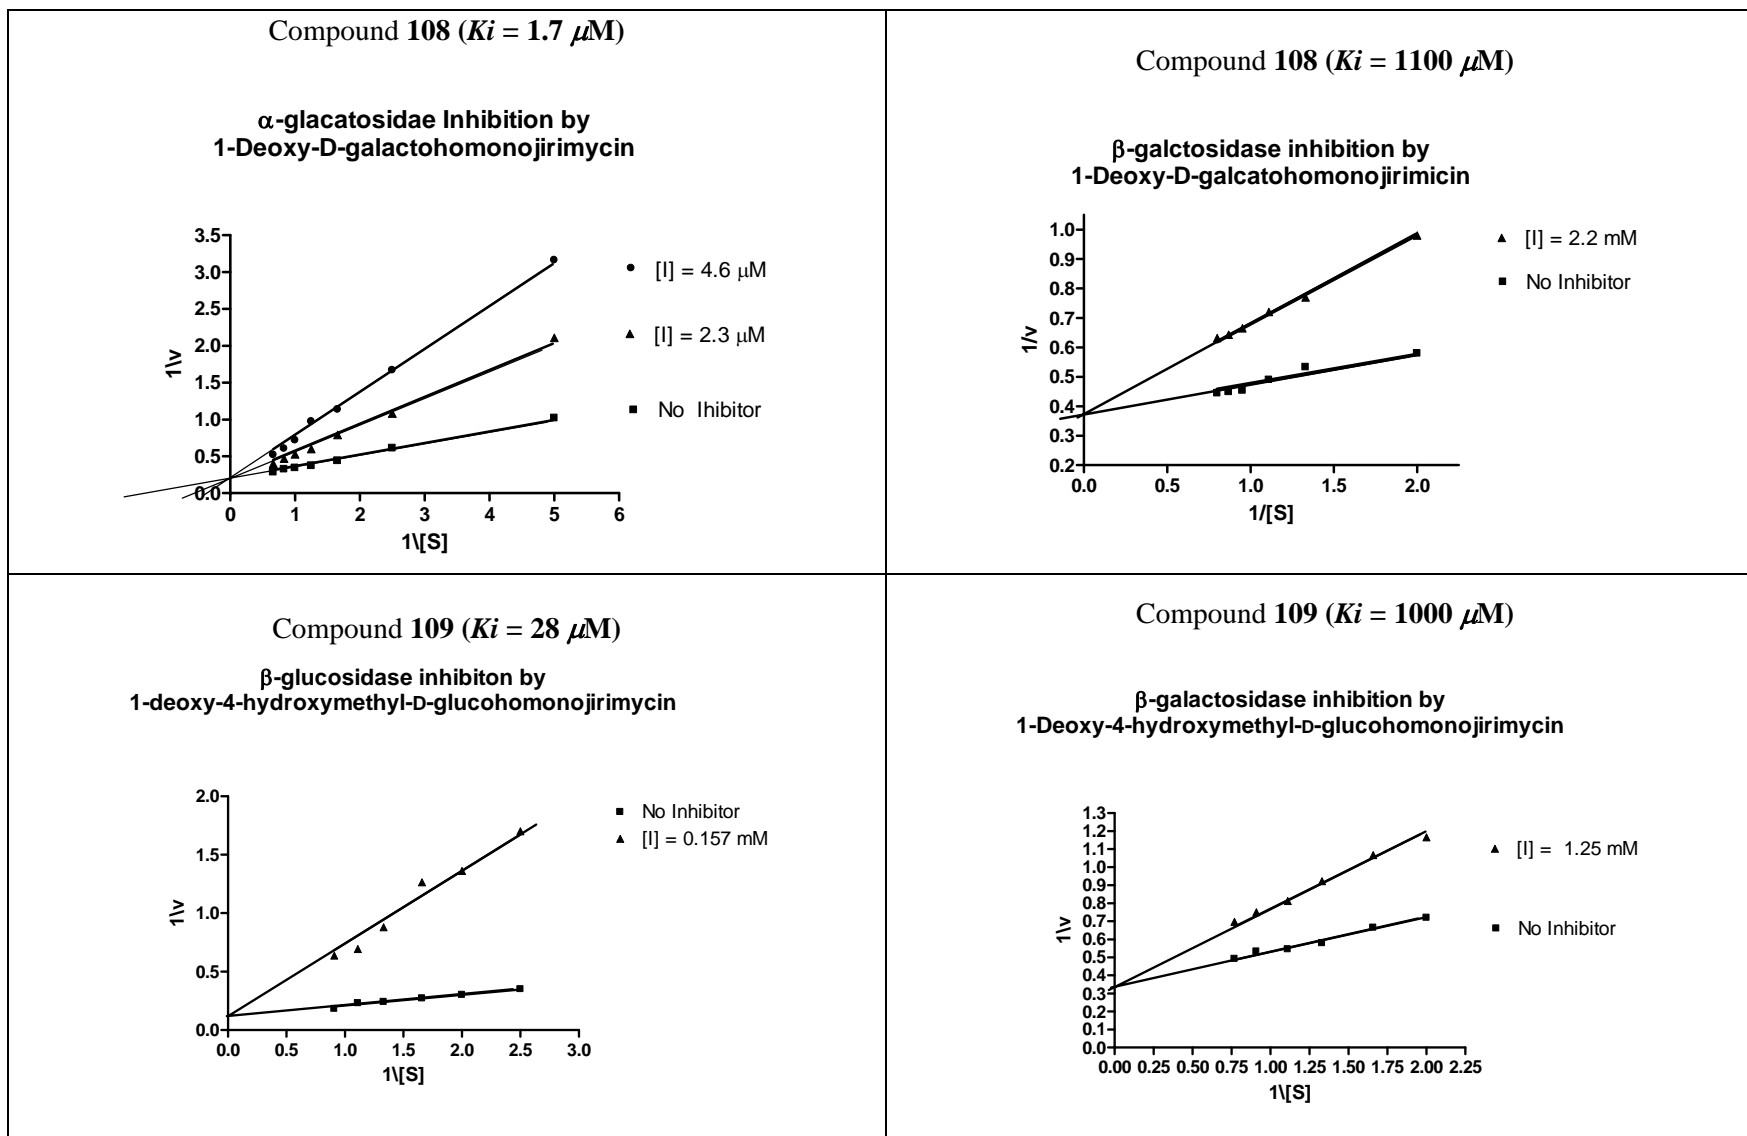 Compound 108 (Ki = 1.7 μM)
α-glacatosidae Inhibition by
1-Deoxy-D-galactohomonojirimycin
3.5
3.0
2.5
2.0
1.5
1.0
0.5
0.0
0 1 2 3 4 5 6
1\v
1\[S]
[I] = 4.6 μM
[I] = 2.3 μM
No Ihibitor
Compound 108 (Ki = 1100 μM)
β-galctosidase inhibition by
1-Deoxy-D-galcatohomonojirimicin
1.0
0.9
0.8
0.7
0.6
0.5
0.4
0.3
0.2
0.0 0.5 1.0 1.5 2.0
1/v
1/[S]
[I] = 2.2 mM
No Inhibitor
Compound 109 (Ki = 28 μM)
β-glucosidase inhibiton by
1-deoxy-4-hydroxymethyl-D-glucohomonojirimycin
2.0
1.5
1.0
0.5
0.0
0.0 0.5 1.0 1.5 2.0 2.5 3.0
1\v
1\[S]
No Inhibitor
[I] = 0.157 mM
Compound 109 (Ki = 1000 μM)
β-galactosidase inhibition by
1-Deoxy-4-hydroxymethyl-D-glucohomonojirimycin
1.3
1.2
1.1
1.0
0.9
0.8
0.7
0.6
0.5
0.4
0.3
0.2
0.1
0.0
0.00 0.25 0.50 0.75 1.00 1.25 1.50 1.75 2.00 2.25
1\v
1\[S]
[I] = 1.25 mM
No Inhibitor